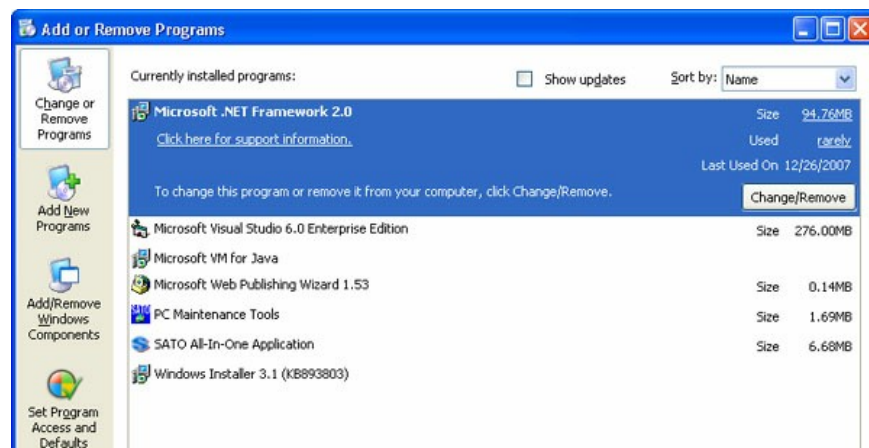 Add or Remove Programs
Change or
Remove
Programs
Add New
Programs
Add/Remove
Windows
Components
Set Program
Access and
Defaults
Currently installed programs:
Show updates
Sort by: Name
Microsoft .NET Framework 2.0 Size 94.76MB
Click here for support information. Used rarely
Last Used On 12/26/2007
To change this program or remove it from your computer, click Change/Remove. Change/Remove
Microsoft Visual Studio 6.0 Enterprise Edition Size 276.00MB
Microsoft VM for Java
Microsoft Web Publishing Wizard 1.53 Size 0.14MB
PC Maintenance Tools Size 1.69MB
SATO All-In-One Application Size 6.68MB
Windows Installer 3.1 (KB893803)